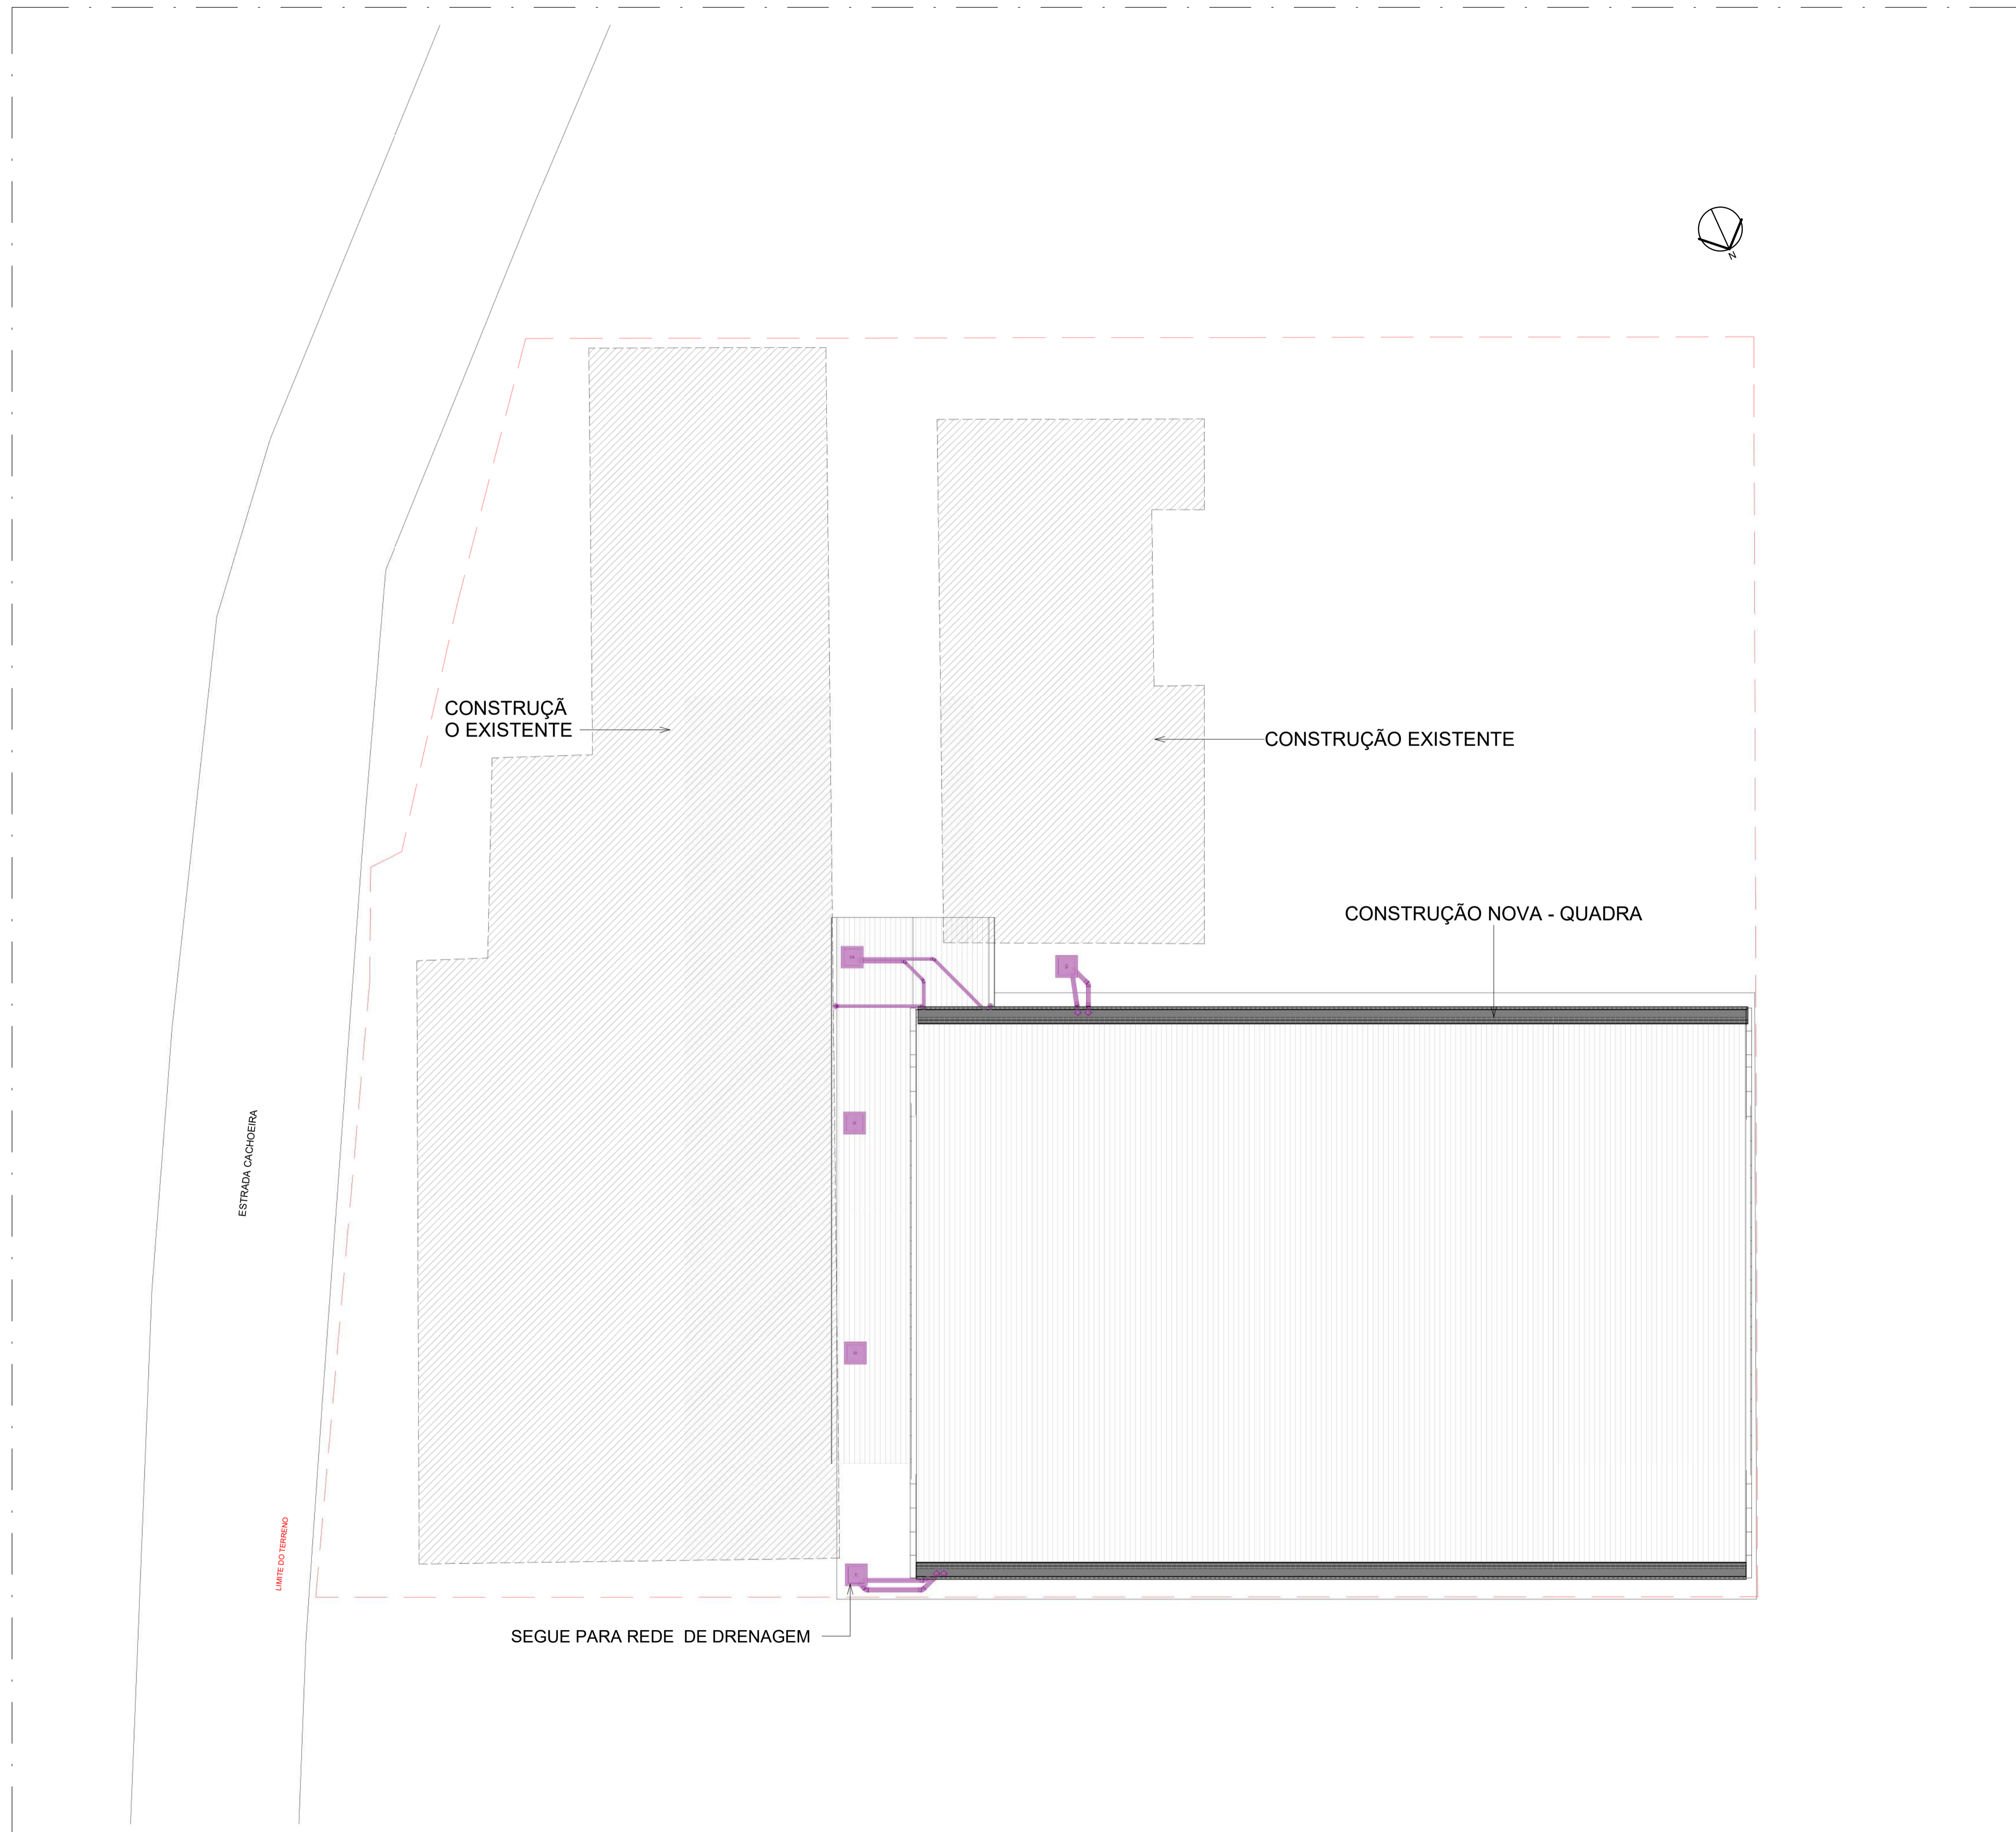 N
CONSTRUÇÃ
O EXISTENTE
CONSTRUÇÃO EXISTENTE
CONSTRUÇÃO NOVA - QUADRA
ESTRADA CACHOEIRA
LIMITE DO TERRENO
SEGUE PARA REDE  DE DRENAGEM